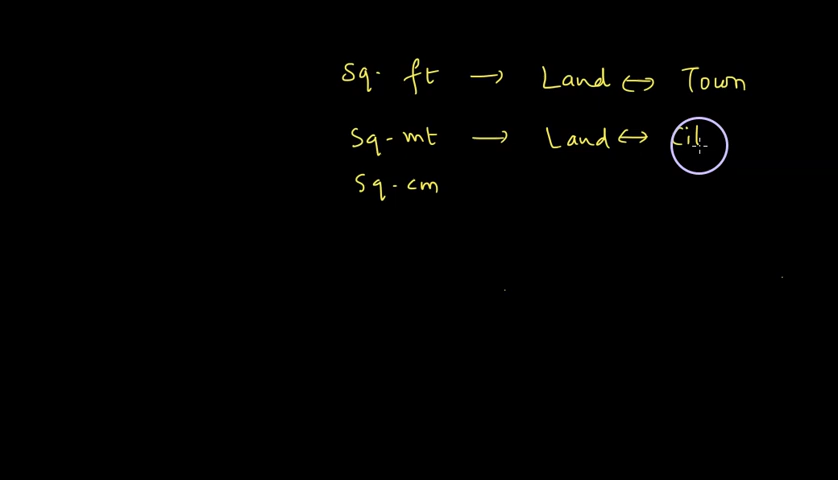 Sq. ft → Land ↔ Town
Sq. mt → Land ↔
Sq. cm